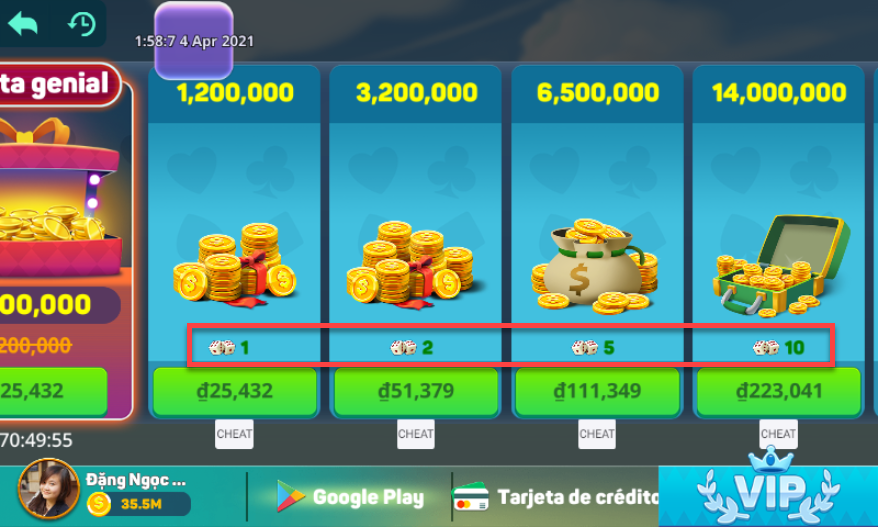 1:58:7 4 Apr 2021
ta genial
1,200,000
3,200,000
6,500,000
14,000,000
00,000
200,000
1
2
5
10
25,432
₫25,432
₫51,379
₫111,349
₫223,041
CHEAT
CHEAT
CHEAT
CHEAT
70:49:55
Đặng Ngọc ...
35.5M
Google Play
Tarjeta de crédito
VIP